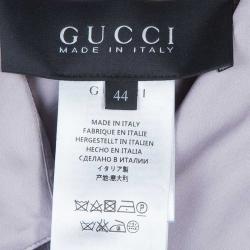 GUCCI
MADE IN ITALY
GUCCI
44
MADE IN ITALY
FABRIQUE EN ITALIE
HERGESTELLT IN ITALIEN
HECHO EN ITALIA
СДЕЛАНО В ИТАЛИИ
イタリア製
产地:意大利